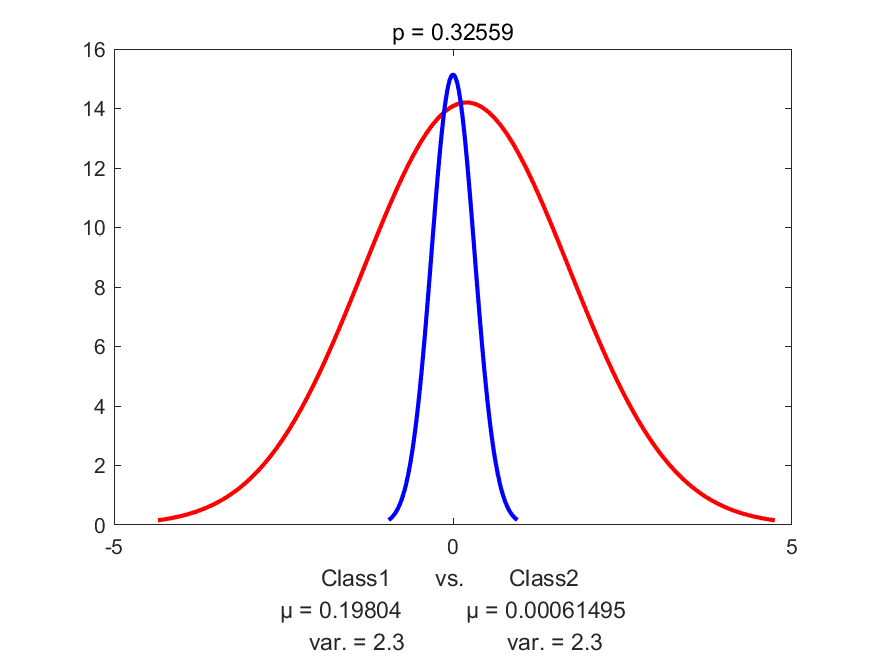 p = 0.32559
16
14
12
10
8
6
4
2
0
-5 0 5
Class1 vs. Class2
μ = 0.19804 μ = 0.00061495
var. = 2.3 var. = 2.3